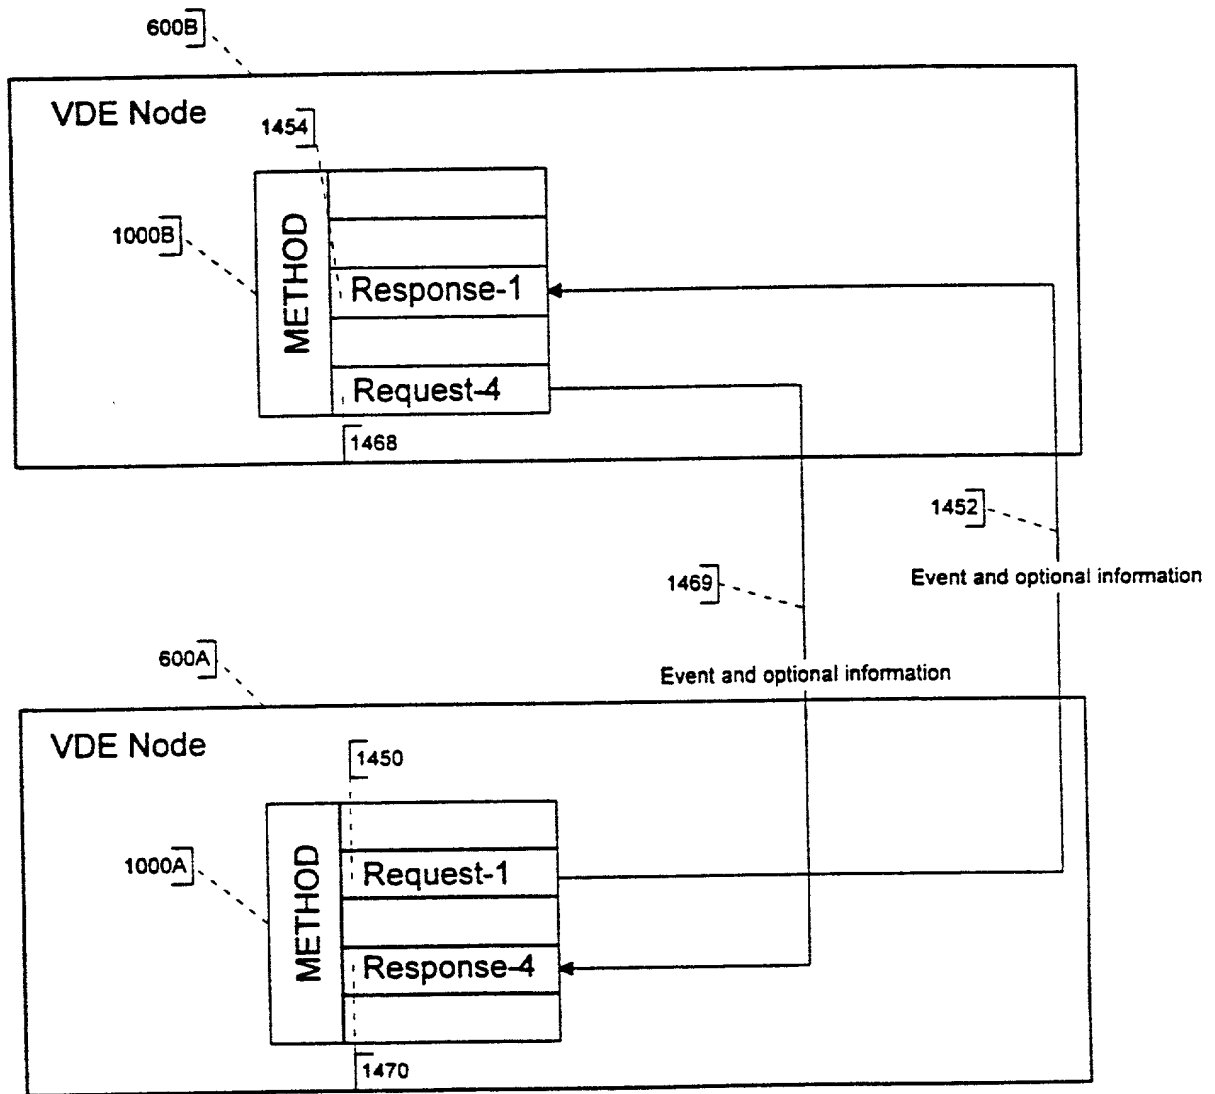 600B
VDE Node
1454
1000B
METHOD
Response-1
Request-4
1468
1452
Event and optional information
1469
Event and optional information
600A
VDE Node
1450
1000A
METHOD
Request-1
Response-4
1470